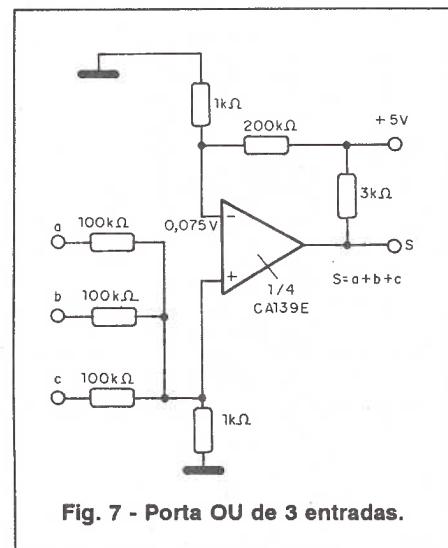 1kΩ
200kΩ
+5V
3kΩ
0,075V
a
100kΩ
b
100kΩ
c
100kΩ
-
+
S
S=a+b+c
1/4
CA139E
1kΩ
Fig. 7 - Porta OU de 3 entradas.